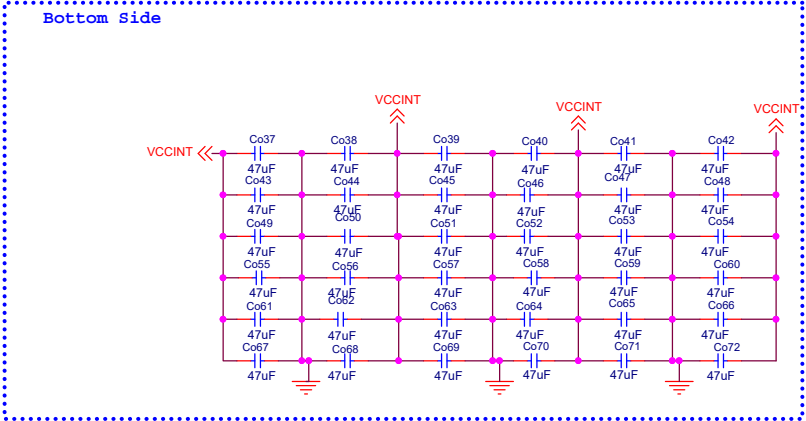 Bottom Side
VCCINT
VCCINT
VCCINT
VCCINT
Co37 Co38 Co39 Co40 Co41 Co42
47uF 47uF 47uF 47uF 47uF 47uF
Co43 Co44 Co45 Co46 Co47 Co48
47uF 47uF 47uF 47uF 47uF 47uF
Co49 Co50 Co51 Co52 Co53 Co54
47uF 47uF 47uF 47uF 47uF 47uF
Co55 Co56 Co57 Co58 Co59 Co60
47uF 47uF 47uF 47uF 47uF 47uF
Co61 Co62 Co63 Co64 Co65 Co66
47uF 47uF 47uF 47uF 47uF 47uF
Co67 Co68 Co69 Co70 Co71 Co72
47uF 47uF 47uF 47uF 47uF 47uF